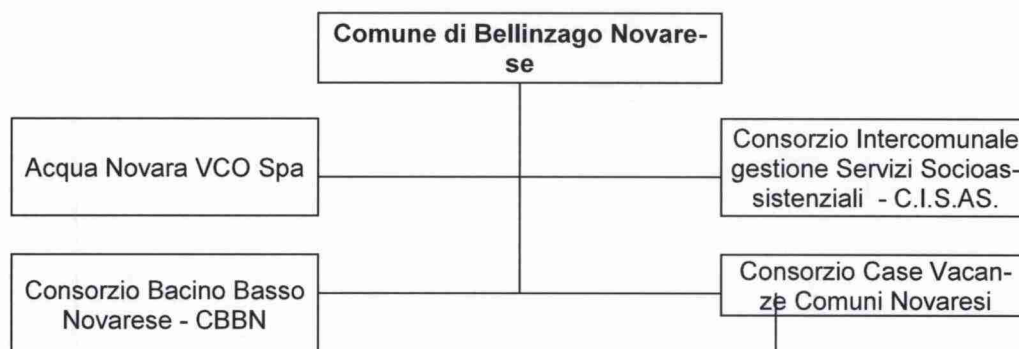 Comune di Bellinzago Novare-
se
Acqua Novara VCO Spa
Consorzio Intercomunale
gestione Servizi Socioas-
sistenziali - C.I.S.AS.
Consorzio Bacino Basso
Novarese - CBBN
Consorzio Case Vacan-
ze Comuni Novaresi